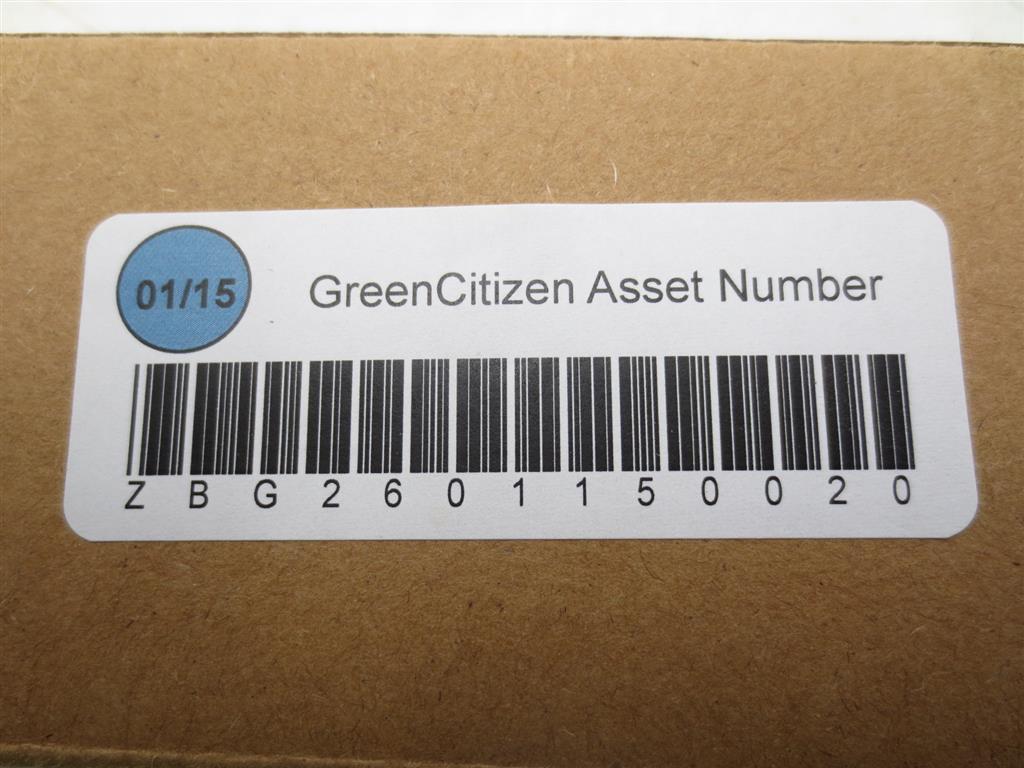 01/15
GreenCitizen Asset Number
Z B G 2 6 0 1 1 5 0 0 2 0